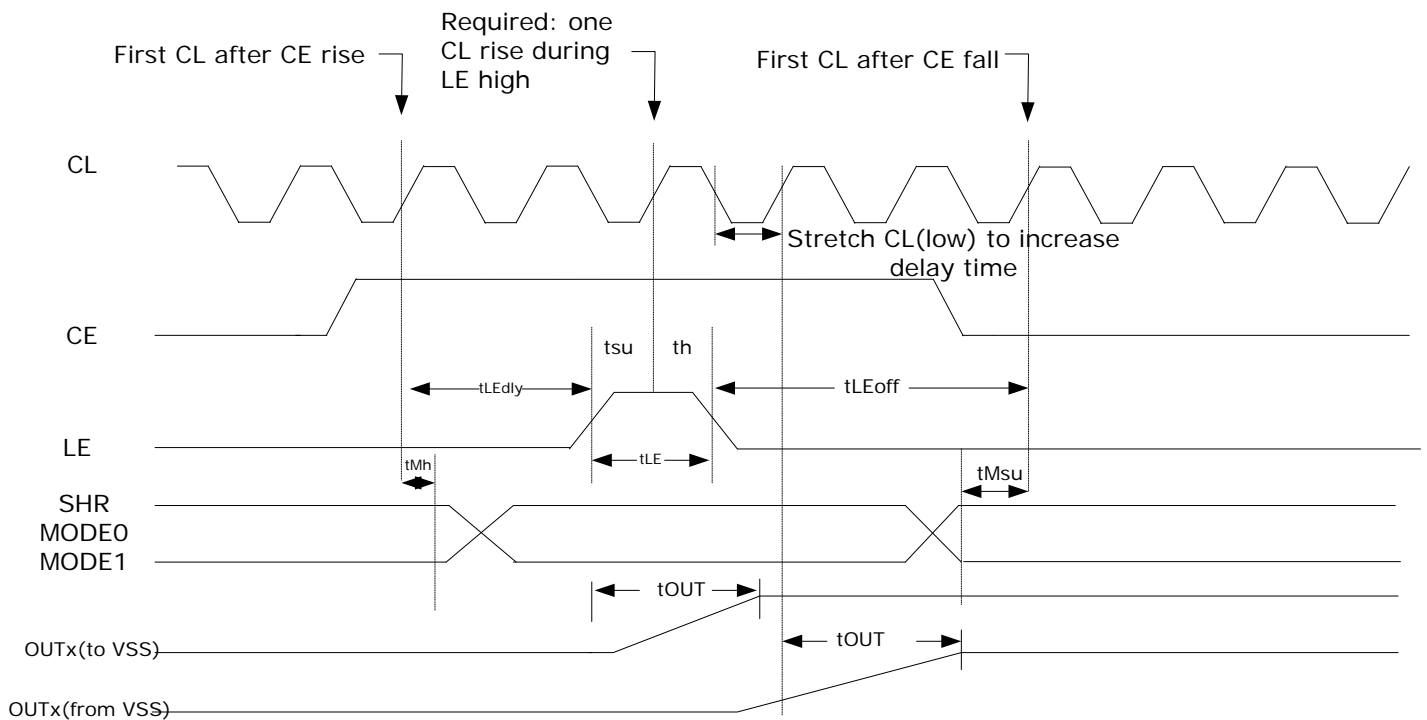 Required: one
CL rise during
LE high
First CL after CE rise
First CL after CE fall
CL
Stretch CL(low) to increase
delay time
CE
tsu
th
tLEdly
tLEoff
LE
tMh
tLE
tMsu
SHR
MODE0
MODE1
tOUT
OUTx(to VSS)
tOUT
OUTx(from VSS)